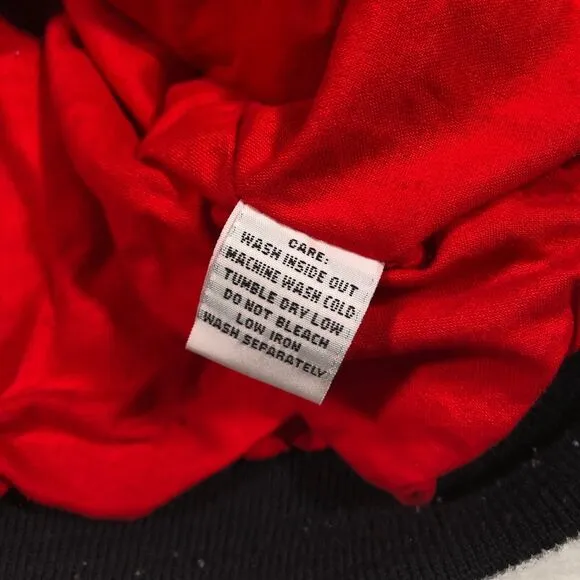 CARE:
WASH INSIDE OUT
MACHINE WASH COLD
TUMBLE DRY LOW
DO NOT BLEACH
LOW IRON
WASH SEPARATELY